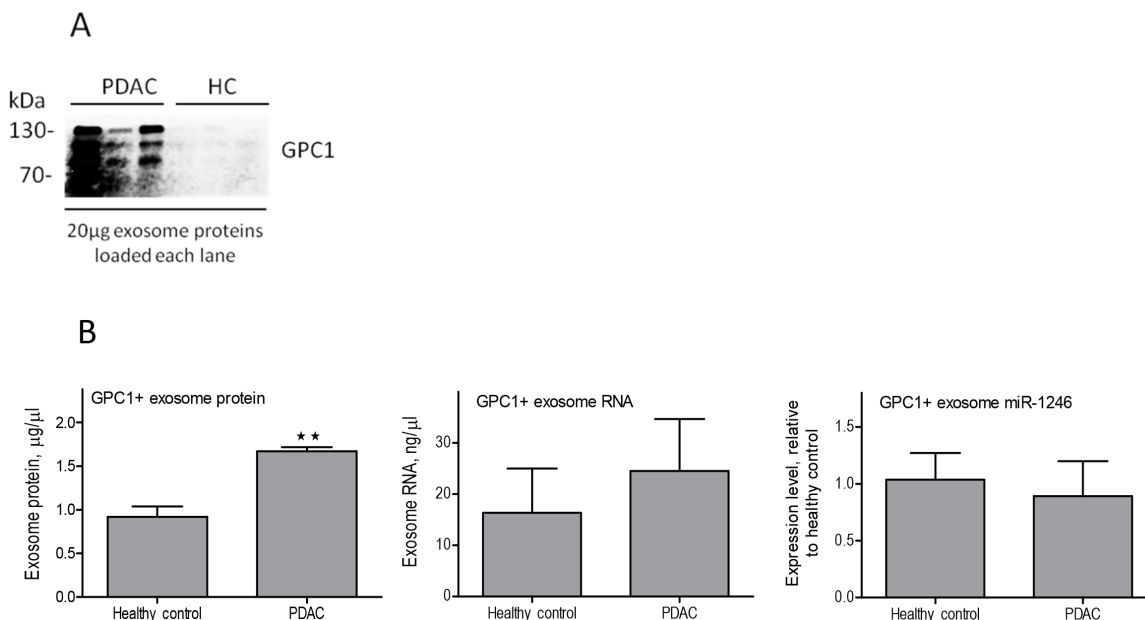 A
PDAC HC
kDa
130-
GPC1
70-
20µg exosome proteins
loaded each lane
B
GPC1+ exosome protein
Exosome protein, µg/µl
2.0
1.5
1.0
0.5
0.0
★★
Healthy control PDAC
GPC1+ exosome RNA
Exosome RNA, ng/µl
30
20
10
0
Healthy control PDAC
GPC1+ exosome miR-1246
Expression level, relative
to healthy control
1.5
1.0
0.5
0.0
Healthy control PDAC